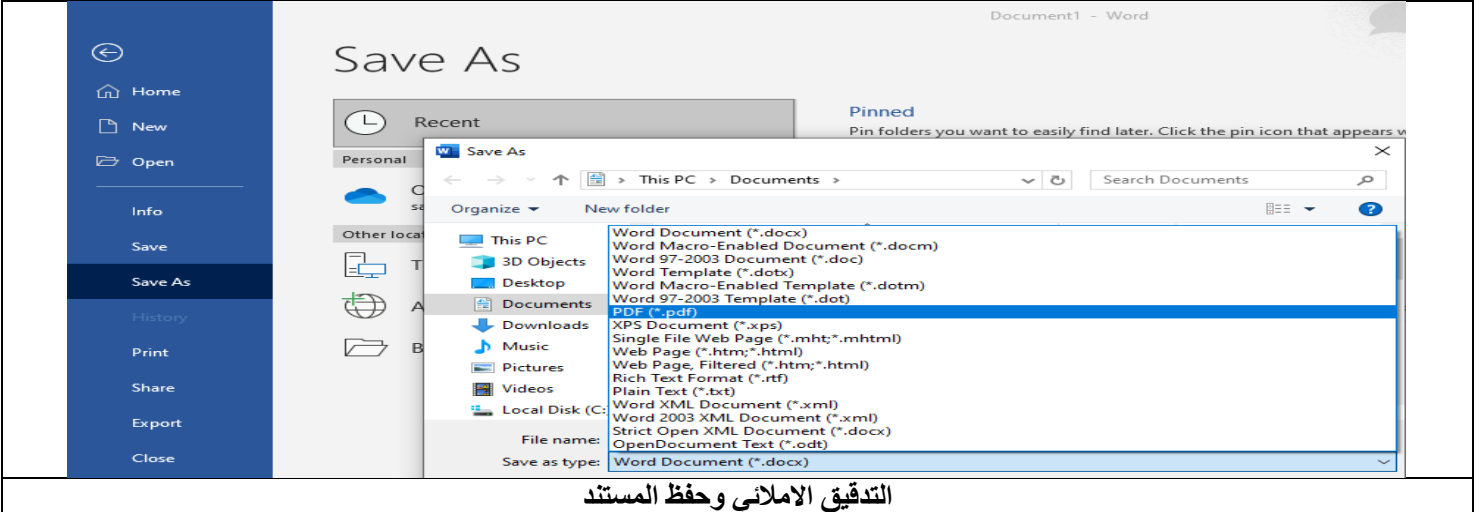 Document1 - Word
Save As
Home
New
Open
Info
Save
Save As
History
Print
Share
Export
Close
Recent
Personal
Other locat
Pinned
Pin folders you want to easily find later. Click the pin icon that appears w
Save As
This PC > Documents >
Search Documents
Organize
New folder
This PC
3D Objects
Desktop
Documents
Downloads
Music
Pictures
Videos
Local Disk (C:
Word Document (*.docx)
Word Macro-Enabled Document (*.docm)
Word 97-2003 Document (*.doc)
Word Template (*.dotx)
Word Macro-Enabled Template (*.dotm)
Word 97-2003 Template (*.dot)
PDF (*.pdf)
XPS Document (*.xps)
Single File Web Page (*.mht;*.mhtml)
Web Page (*.htm;*.html)
Web Page, Filtered (*.htm;*.html)
Rich Text Format (*.rtf)
Plain Text (*.txt)
Word XML Document (*.xml)
Word 2003 XML Document (*.xml)
Strict Open XML Document (*.docx)
OpenDocument Text (*.odt)
File name:
Save as type: Word Document (*.docx)
التدقيق الاملائي وحفظ المستند